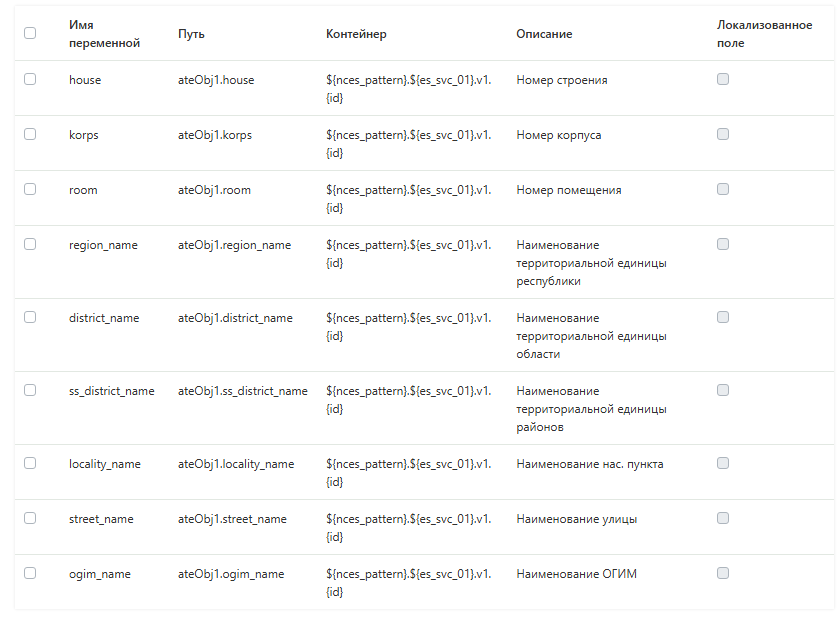 Имя переменной Путь Контейнер Описание Локализованное поле
house ateObj1.house ${nces_pattern}.${es_svc_01}.v1. Номер строения
{id}
korps ateObj1.korps ${nces_pattern}.${es_svc_01}.v1. Номер корпуса
{id}
room ateObj1.room ${nces_pattern}.${es_svc_01}.v1. Номер помещения
{id}
region_name ateObj1.region_name ${nces_pattern}.${es_svc_01}.v1. Наименование
{id} территориальной единицы
республики
district_name ateObj1.district_name ${nces_pattern}.${es_svc_01}.v1. Наименование
{id} территориальной единицы
области
ss_district_name ateObj1.ss_district_name ${nces_pattern}.${es_svc_01}.v1. Наименование
{id} территориальной единицы
районов
locality_name ateObj1.locality_name ${nces_pattern}.${es_svc_01}.v1. Наименование нас. пункта
{id}
street_name ateObj1.street_name ${nces_pattern}.${es_svc_01}.v1. Наименование улицы
{id}
ogim_name ateObj1.ogim_name ${nces_pattern}.${es_svc_01}.v1. Наименование ОГИМ
{id}